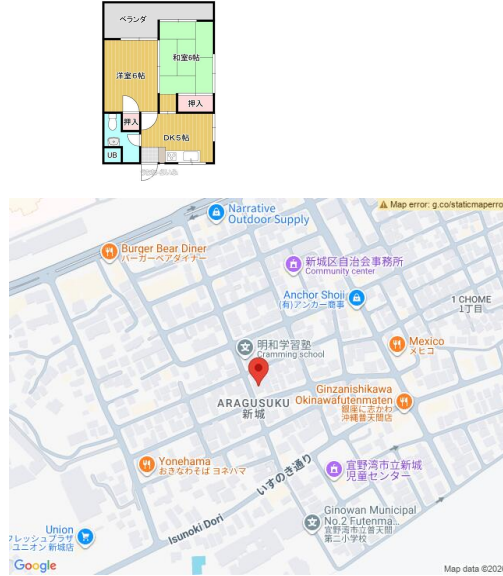 ベランダ
和室6帖
洋室6帖
押入
押入
DK5帖
UB
Map error: g.co/staticmaperro
Narrative
Outdoor Supply
Burger Bear Diner
バーガーベアダイナー
新城区自治会事務所
Community center
Anchor Shoji
(有)アンカー商事
1 CHOME
1丁目
明和学習塾
Cramming school
Mexico
メヒコ
ARAGUSUKU
新城
Ginzanishikawa
Okinawafutenmaten
銀座に志かわ
沖縄普天間店
Yonehama
おきなわそば ヨネハマ
いすのき通り
宜野湾市立新城
児童センター
Isunoki Dori
Union
フレッシュプラザ
ユニオン 新城店
Ginowan Municipal
No.2 Futenma...
宜野湾市立普天間
第二小学校
Google
Map data ©202